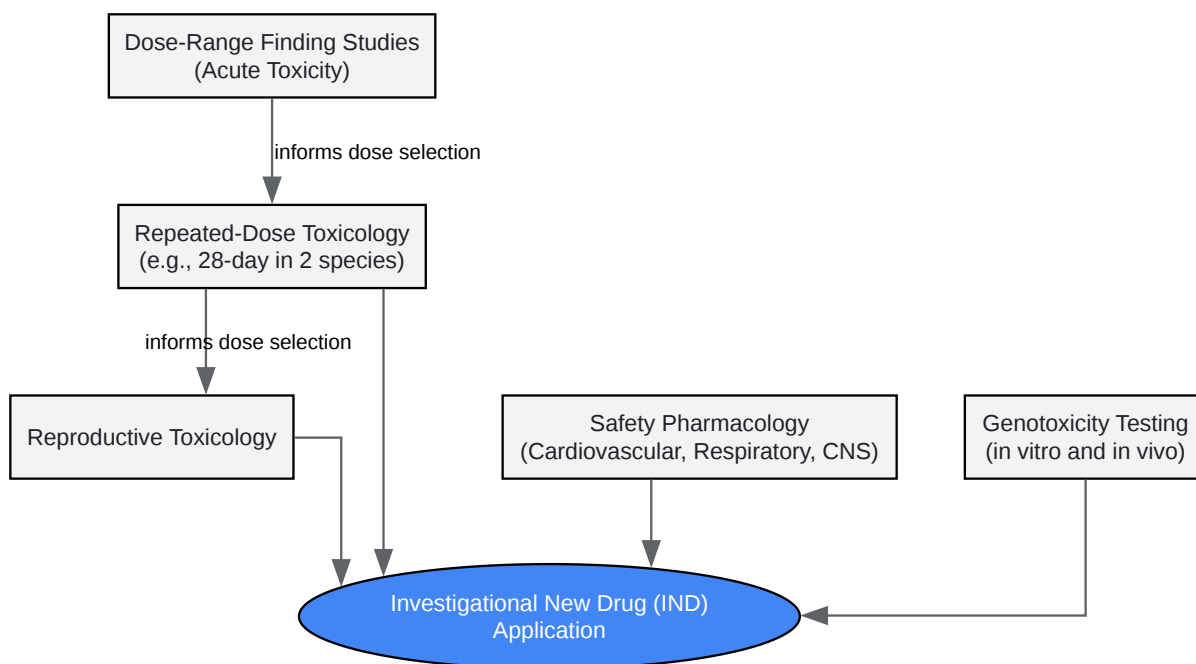 Dose-Range Finding Studies
(Acute Toxicity)
informs dose selection
Repeated-Dose Toxicology
(e.g., 28-day in 2 species)
informs dose selection
Reproductive Toxicology
Safety Pharmacology
(Cardiovascular, Respiratory, CNS)
Genotoxicity Testing
(in vitro and in vivo)
Investigational New Drug (IND)
Application